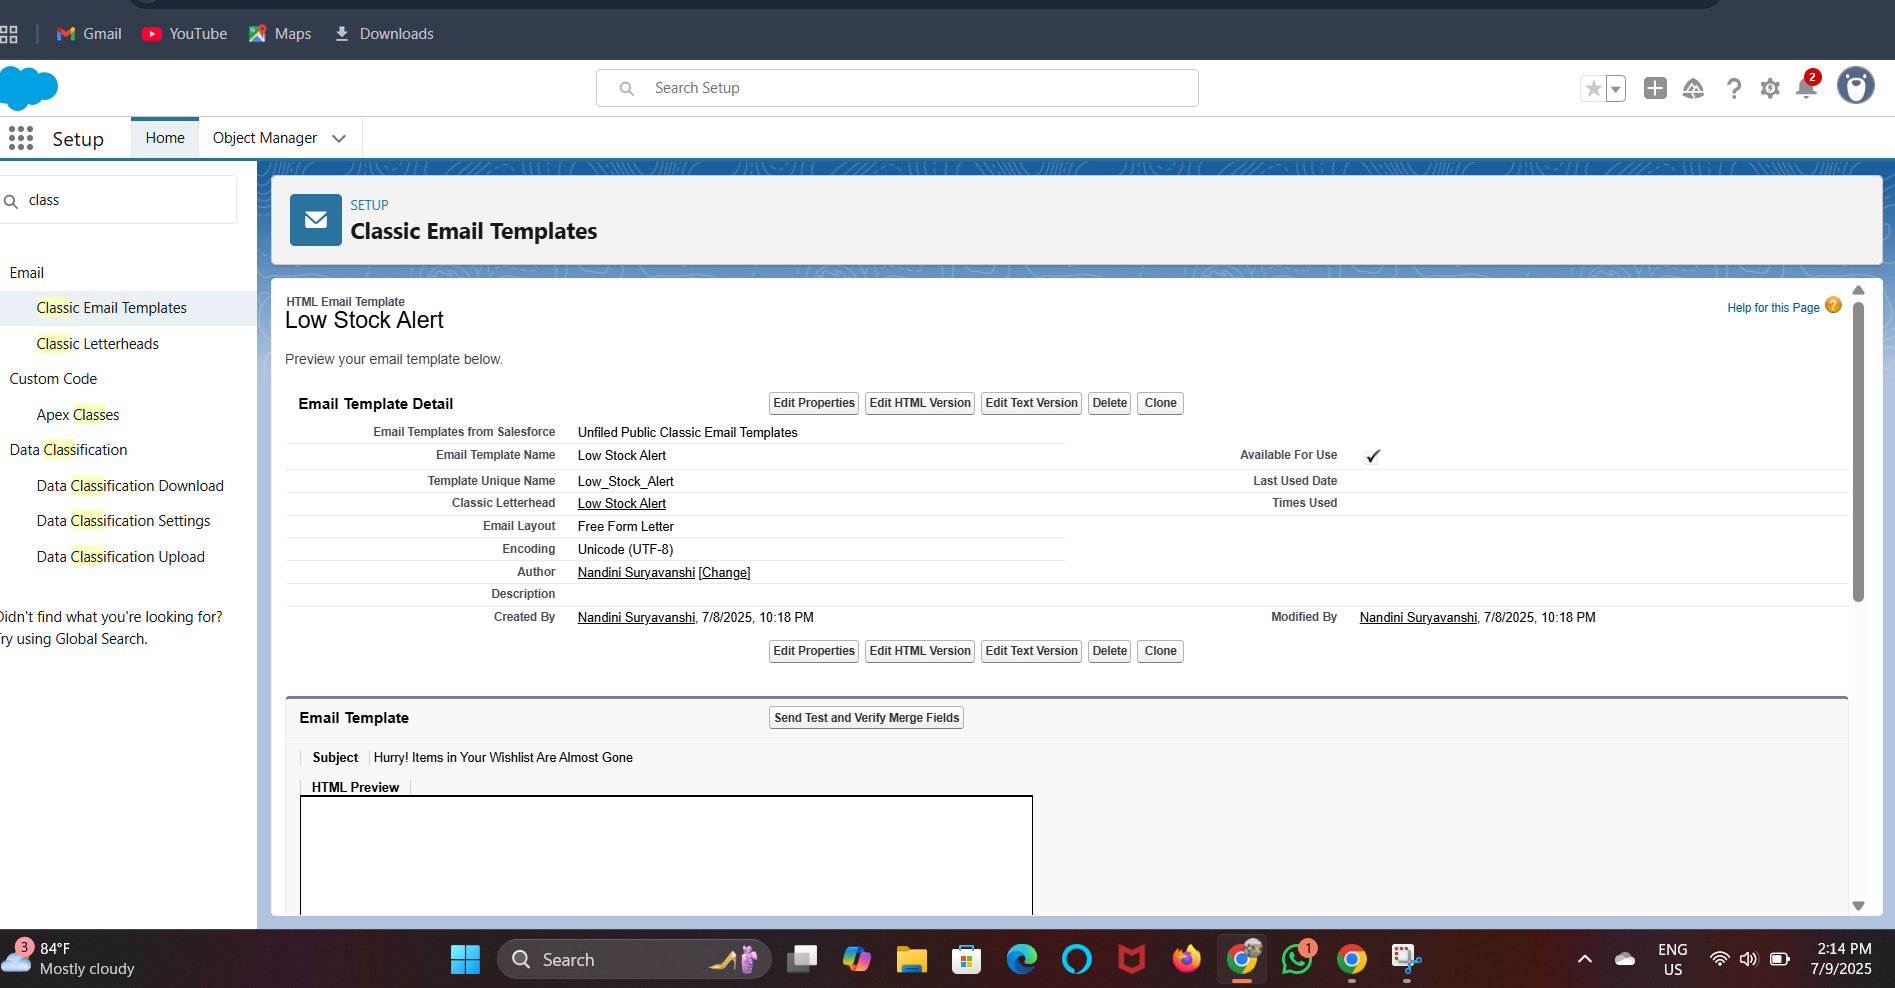 Gmail
YouTube
Maps
Downloads
Search Setup
2
Setup
Home
Object Manager
class
SETUP
Classic Email Templates
Email
Classic Email Templates
Classic Letterheads
Custom Code
Apex Classes
Data Classification
Data Classification Download
Data Classification Settings
Data Classification Upload
Didn't find what you're looking for?
Try using Global Search.
HTML Email Template
Low Stock Alert
Help for this Page ?
Preview your email template below.
Email Template Detail
Edit Properties Edit HTML Version Edit Text Version Delete Clone
Email Templates from Salesforce Unfiled Public Classic Email Templates
Email Template Name Low Stock Alert Available For Use ✓
Template Unique Name Low_Stock_Alert Last Used Date
Classic Letterhead Low Stock Alert Times Used
Email Layout Free Form Letter
Encoding Unicode (UTF-8)
Author Nandini Suryavanshi [Change]
Description
Created By Nandini Suryavanshi, 7/8/2025, 10:18 PM Modified By Nandini Suryavanshi, 7/8/2025, 10:18 PM
Edit Properties Edit HTML Version Edit Text Version Delete Clone
Email Template Send Test and Verify Merge Fields
Subject Hurry! Items in Your Wishlist Are Almost Gone
HTML Preview
3
84°F
Mostly cloudy
Search
1
ENG
US
2:14 PM
7/9/2025